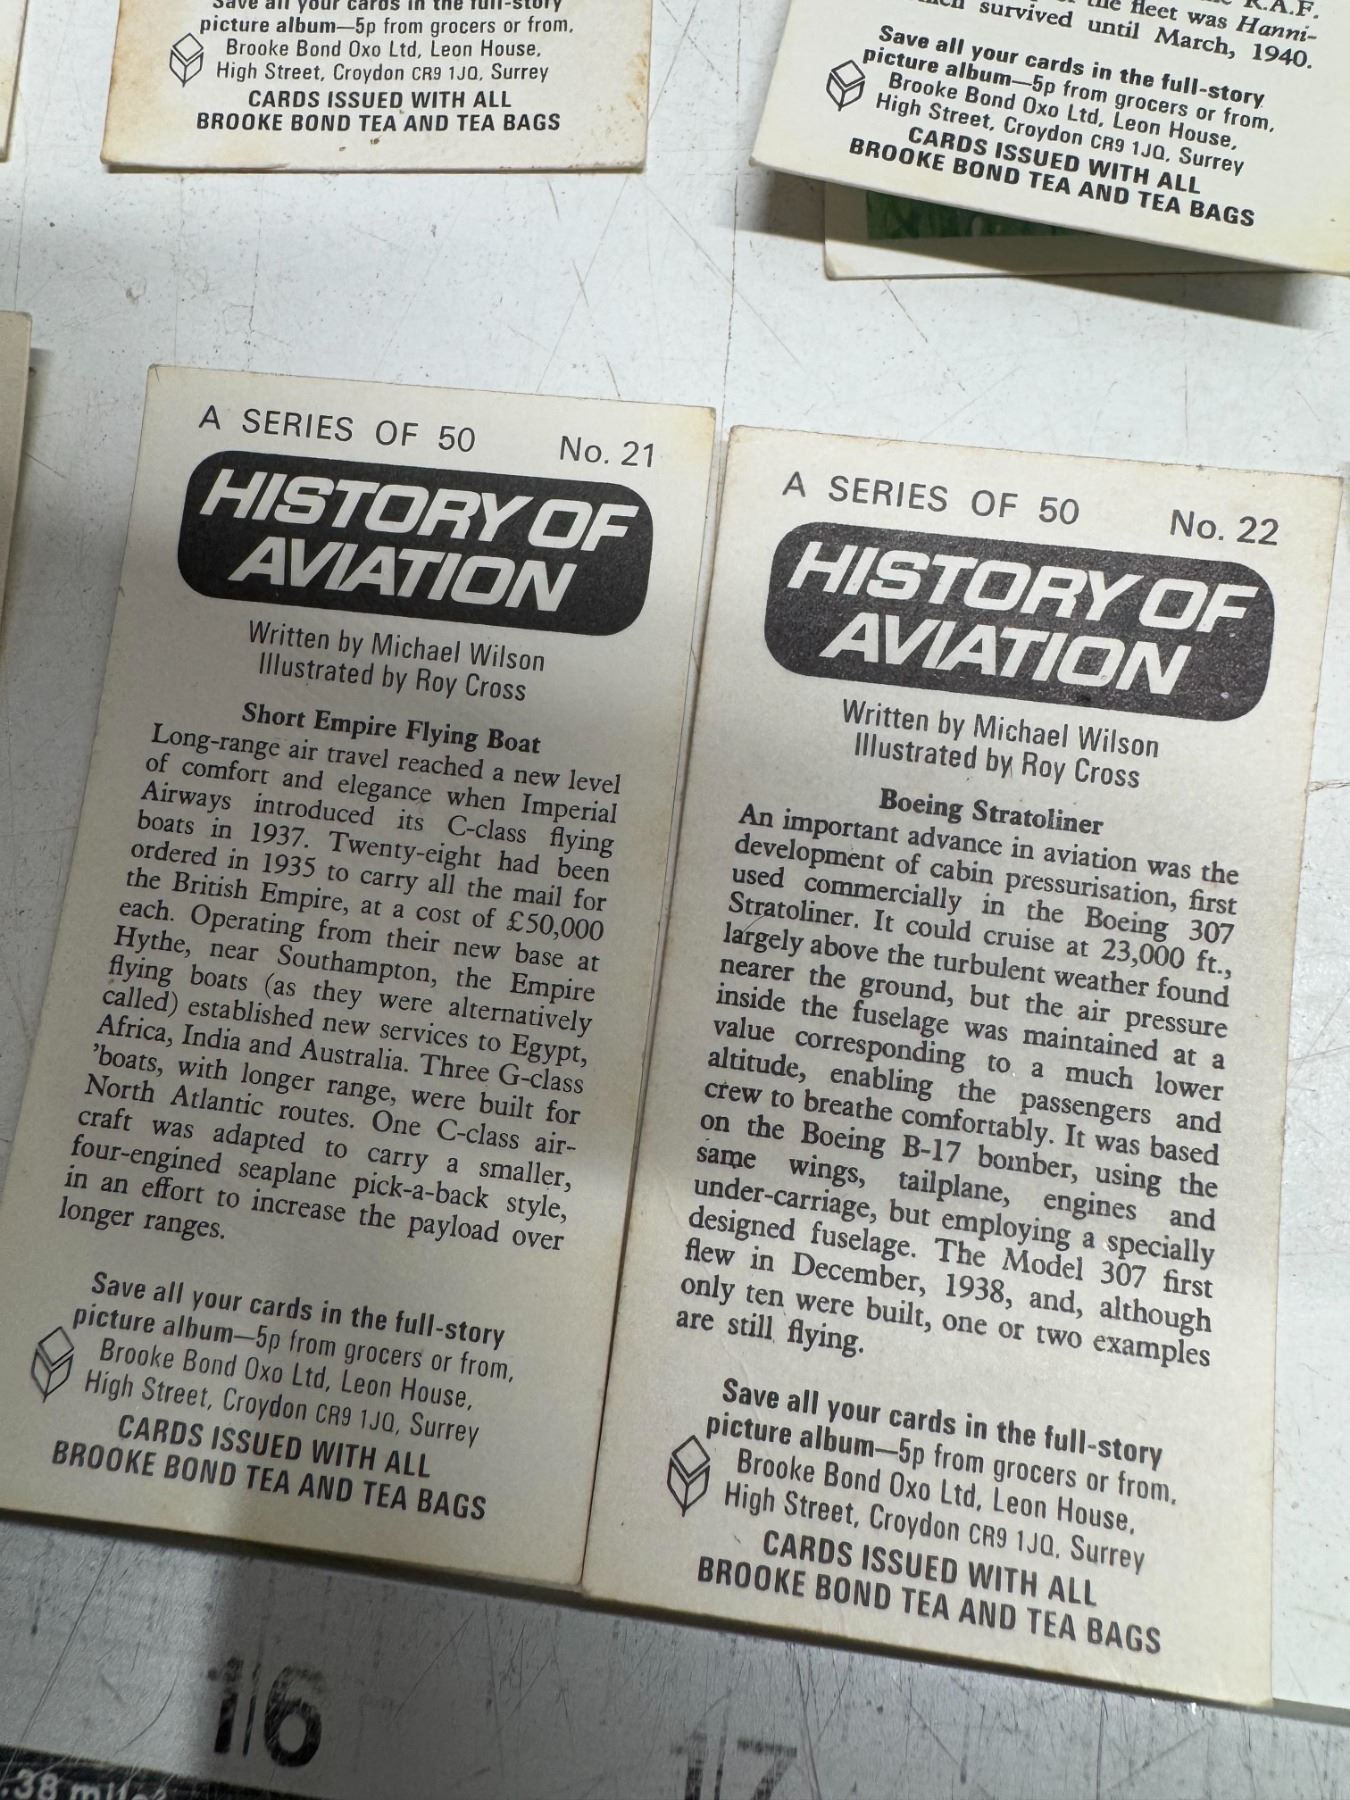 Save all your cards in the full-story
picture album—5p from grocers or from,
Brooke Bond Oxo Ltd, Leon House,
High Street, Croydon CR9 1JQ, Surrey
CARDS ISSUED WITH ALL
BROOKE BOND TEA AND TEA BAGS
R.A.F.
the fleet was Hanni-
survived until March, 1940.
Save all your cards in the full-story
picture album—5p from grocers or from,
Brooke Bond Oxo Ltd, Leon House,
High Street, Croydon CR9 1JQ, Surrey
CARDS ISSUED WITH ALL
BROOKE BOND TEA AND TEA BAGS
A SERIES OF 50 No. 21
HISTORY OF
AVIATION
Written by Michael Wilson
Illustrated by Roy Cross
Short Empire Flying Boat
Long-range air travel reached a new level
of comfort and elegance when Imperial
Airways introduced its C-class flying
boats in 1937. Twenty-eight had been
ordered in 1935 to carry all the mail for
the British Empire, at a cost of £50,000
each. Operating from their new base at
Hythe, near Southampton, the Empire
flying boats (as they were alternatively
called) established new services to Egypt,
Africa, India and Australia. Three G-class
'boats, with longer range, were built for
North Atlantic routes. One C-class air-
craft was adapted to carry a smaller,
four-engined seaplane pick-a-back style,
in an effort to increase the payload over
longer ranges.
Save all your cards in the full-story
picture album—5p from grocers or from,
Brooke Bond Oxo Ltd, Leon House,
High Street, Croydon CR9 1JQ, Surrey
CARDS ISSUED WITH ALL
BROOKE BOND TEA AND TEA BAGS
A SERIES OF 50 No. 22
HISTORY OF
AVIATION
Written by Michael Wilson
Illustrated by Roy Cross
Boeing Stratoliner
An important advance in aviation was the
development of cabin pressurisation, first
used commercially in the Boeing 307
Stratoliner. It could cruise at 23,000 ft.,
largely above the turbulent weather found
nearer the ground, but the air pressure
inside the fuselage was maintained at a
value corresponding to a much lower
altitude, enabling the passengers and
crew to breathe comfortably. It was based
on the Boeing B-17 bomber, using the
same wings, tailplane, engines and
under-carriage, but employing a specially
designed fuselage. The Model 307 first
flew in December, 1938, and, although
only ten were built, one or two examples
are still flying.
Save all your cards in the full-story
picture album—5p from grocers or from,
Brooke Bond Oxo Ltd, Leon House,
High Street, Croydon CR9 1JQ, Surrey
CARDS ISSUED WITH ALL
BROOKE BOND TEA AND TEA BAGS
16
17